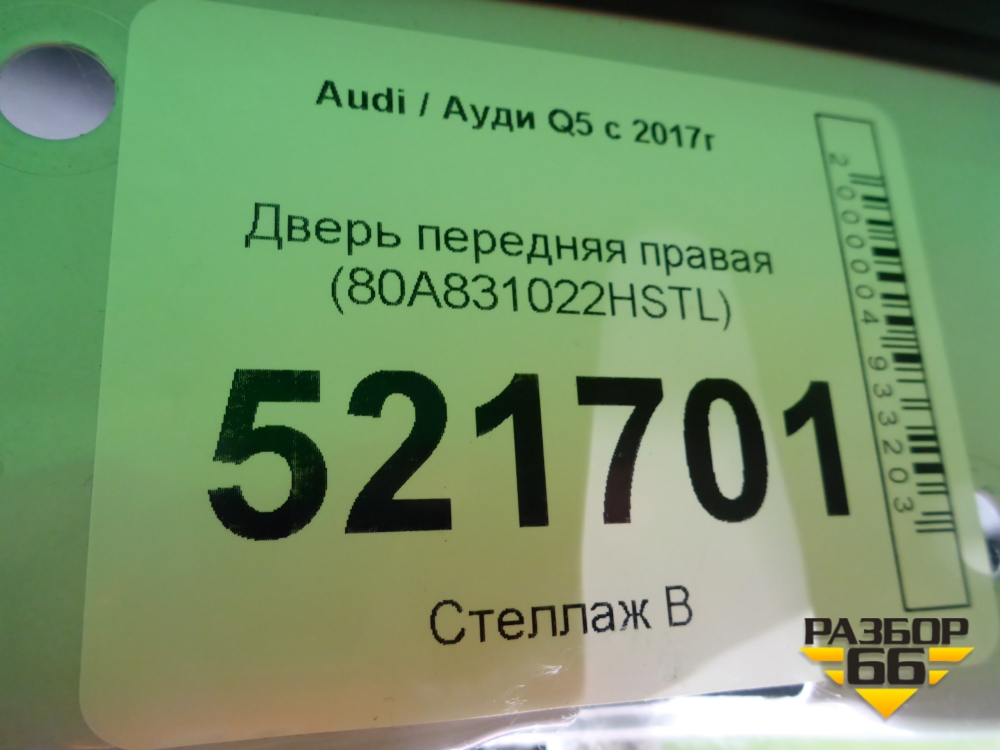 Audi / Ауди Q5 с 2017г
Дверь передняя правая
(80A831022HSTL)
521701
Стеллаж В
2000004933203
РАЗБОР
66